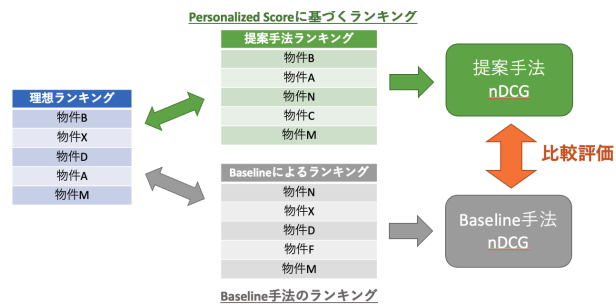 Personalized Scoreに基づくランキング
提案手法ランキング
物件B
物件A
物件N
物件C
物件M
提案手法
nDCG
理想ランキング
物件B
物件X
物件D
物件A
物件M
比較評価
Baselineによるランキング
物件N
物件X
物件D
物件F
物件M
Baseline手法
nDCG
Baseline手法のランキング